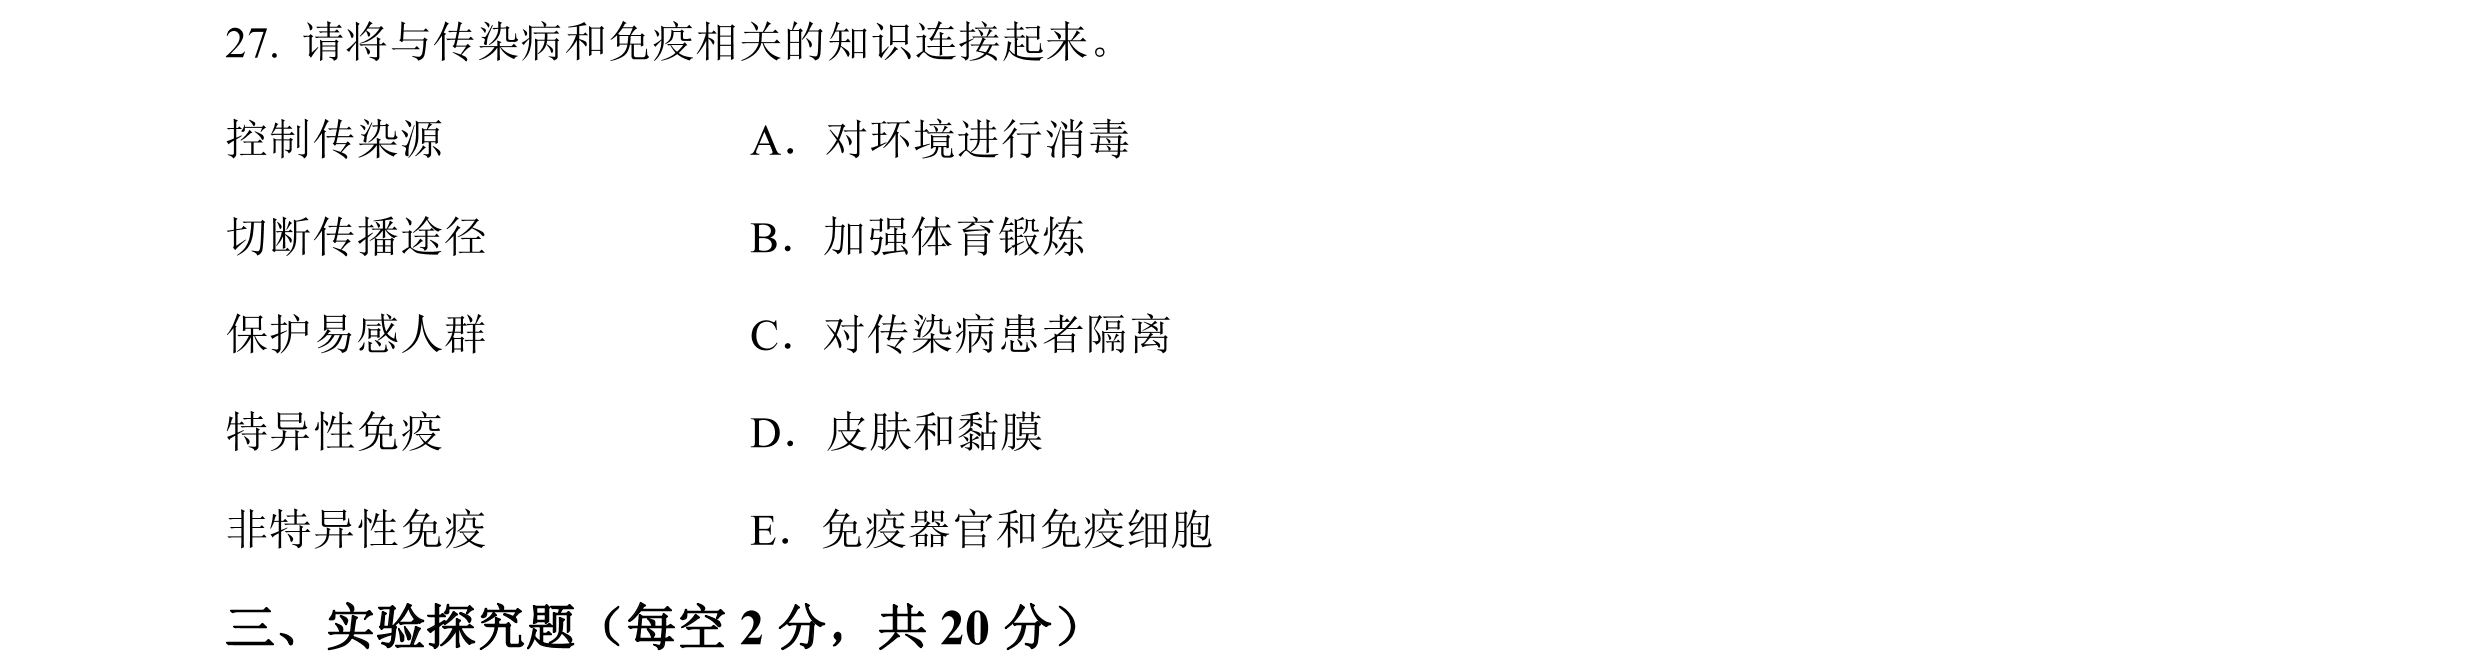 27. 请将与传染病和免疫相关的知识连接起来。
控制传染源 A．对环境进行消毒
切断传播途径 B．加强体育锻炼
保护易感人群 C．对传染病患者隔离
特异性免疫 D．皮肤和黏膜
非特异性免疫 E．免疫器官和免疫细胞
三、实验探究题（每空 2 分，共 20 分）